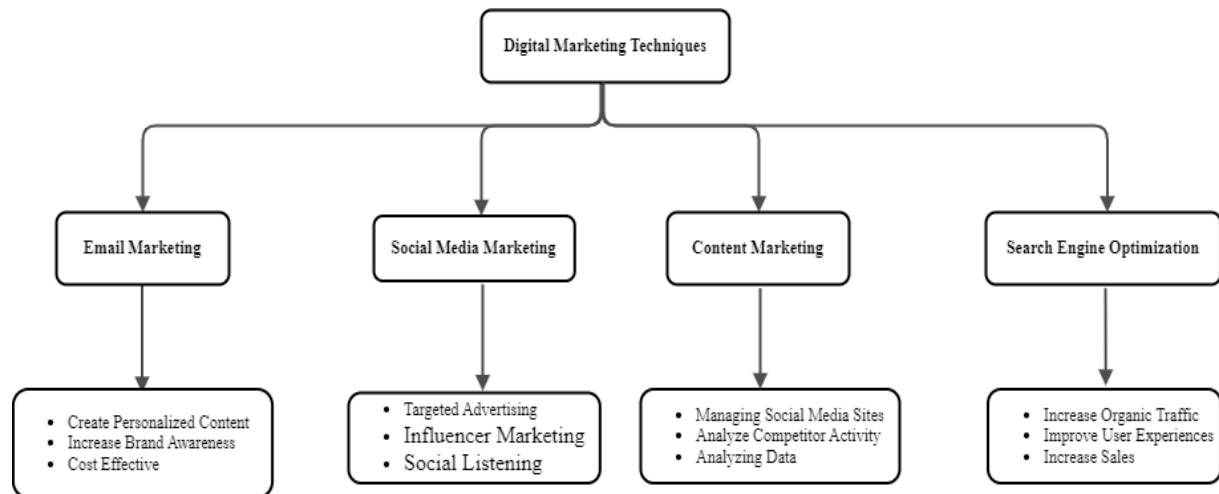 Digital Marketing Techniques
Email Marketing
Social Media Marketing
Content Marketing
Search Engine Optimization
• Create Personalized Content
• Increase Brand Awareness
• Cost Effective
• Targeted Advertising
• Influencer Marketing
• Social Listening
• Managing Social Media Sites
• Analyze Competitor Activity
• Analyzing Data
• Increase Organic Traffic
• Improve User Experiences
• Increase Sales